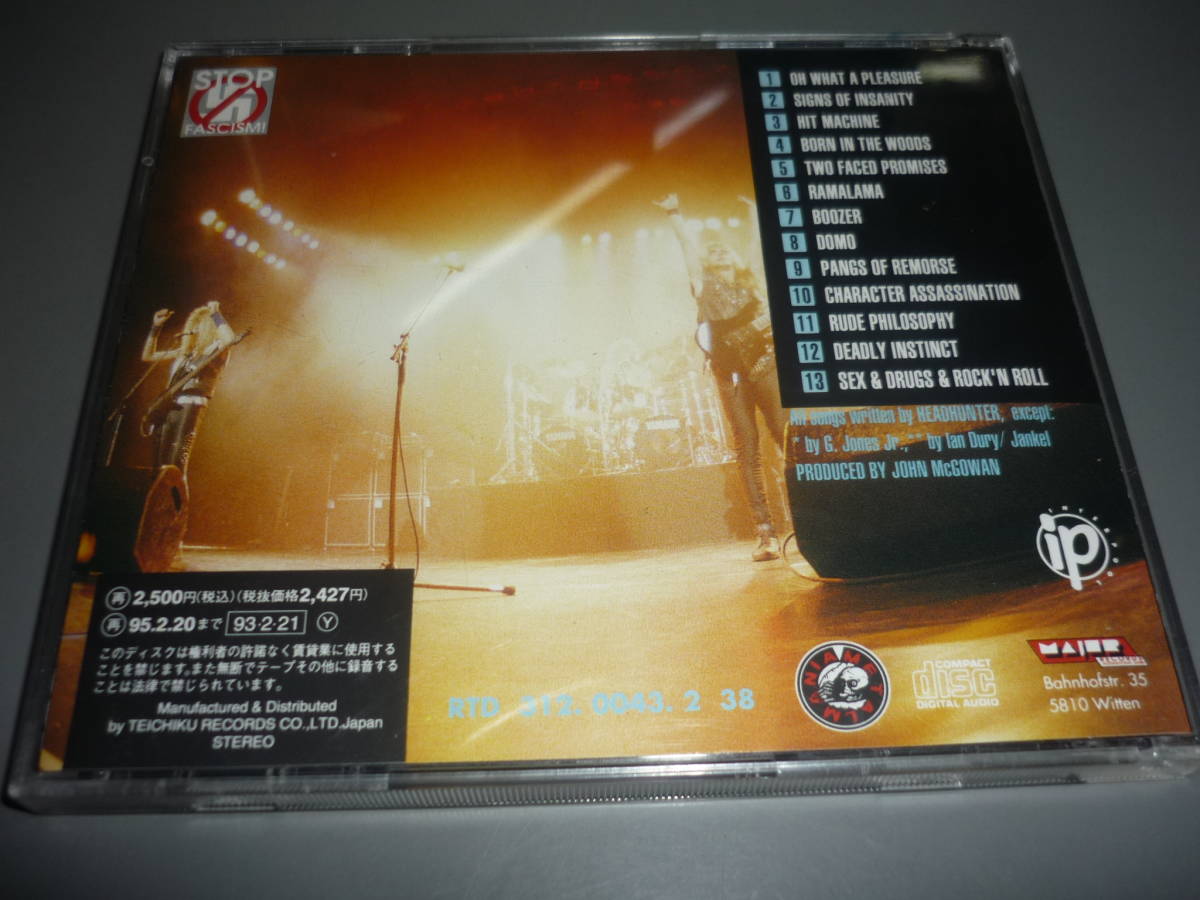 STOP
FASCISM!
1 OH WHAT A PLEASURE
2 SIGNS OF INSANITY
3 HIT MACHINE
4 BORN IN THE WOODS
5 TWO FACED PROMISES
6 RAMALAMA
7 BOOZER
8 DOMO
9 PANGS OF REMORSE
10 CHARACTER ASSASSINATION
11 RUDE PHILOSOPHY
12 DEADLY INSTINCT
13 SEX & DRUGS & ROCK'N ROLL
All songs written by HEADHUNTER, except:
* by G. Jones Jr., ** by Ian Dury/ Jankel
PRODUCED BY JOHN McGOWAN
ip
再 2,500円(税込)(税抜価格2,427円)
再 95.2.20まで 93・2・21 Y
このディスクは権利者の許諾なく賃貸業に使用する
ことを禁じます。また無断でテープその他に録音する
ことは法律で禁じられています。
Manufactured & Distributed
by TEICHIKU RECORDS CO.,LTD.Japan
STEREO
RTD 312. 0043. 2 38
METALMANIA
COMPACT
disc
DIGITAL AUDIO
MAJOR
RECORDS
Bahnhofstr. 35
5810 Witten